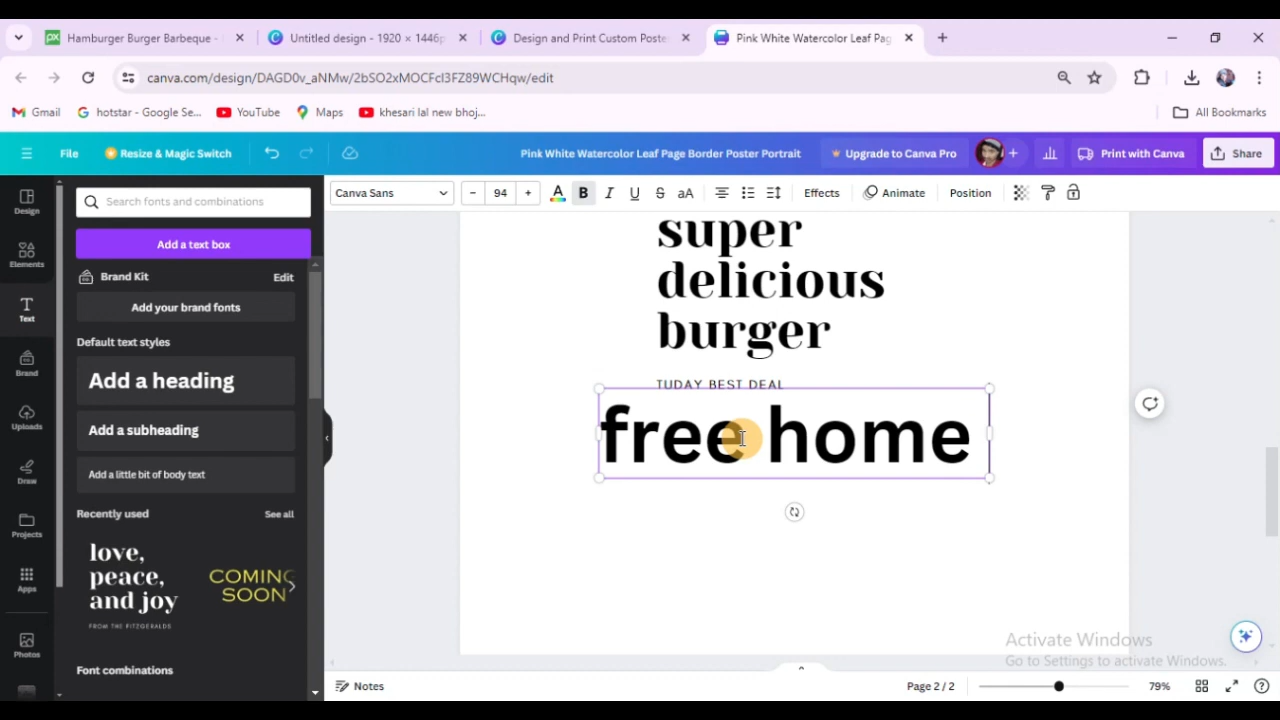 Hamburger Burger Barbeque -
Untitled design - 1920 × 1446p
Design and Print Custom Poste
Pink White Watercolor Leaf Pag
canva.com/design/DAGD0v_aNMw/2bSO2xMOCFcI3FZ89WCHqw/edit
Gmail
hotstar - Google Se...
YouTube
Maps
khesari lal new bhoj...
All Bookmarks
File
Resize & Magic Switch
Pink White Watercolor Leaf Page Border Poster Portrait
Upgrade to Canva Pro
Print with Canva
Share
Design
Elements
Text
Brand
Uploads
Draw
Projects
Apps
Photos
Search fonts and combinations
Add a text box
Brand Kit
Edit
Add your brand fonts
Default text styles
Add a heading
Add a subheading
Add a little bit of body text
Recently used
See all
love,
peace,
and joy
FROM THE FITZGERALDS
COMING
SOON
Font combinations
Canva Sans
- 94 +
A B I U S aA
Effects
Animate
Position
super
delicious
burger
TUDAY BEST DEAL
free home
Activate Windows
Go to Settings to activate Windows.
Notes
Page 2 / 2
79%